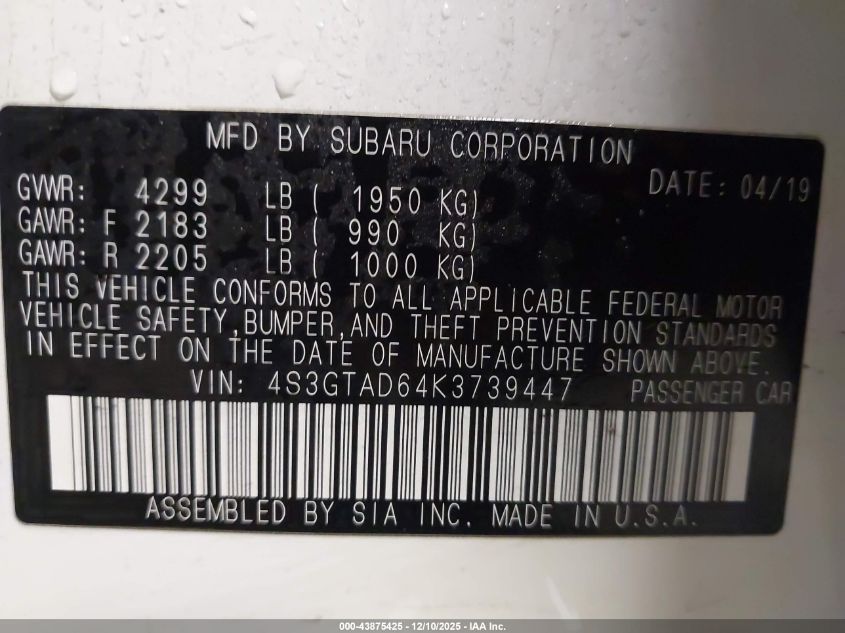 MFD BY SUBARU CORPORATION
DATE: 04/19
GVWR: 4299 LB ( 1950 KG)
GAWR: F 2183 LB ( 990 KG)
GAWR: R 2205 LB ( 1000 KG)
THIS VEHICLE CONFORMS TO ALL APPLICABLE FEDERAL MOTOR
VEHICLE SAFETY,BUMPER,AND THEFT PREVENTION STANDARDS
IN EFFECT ON THE DATE OF MANUFACTURE SHOWN ABOVE.
VIN: 4S3GTAD64K3739447 PASSENGER CAR
ASSEMBLED BY SIA INC. MADE IN U.S.A.
000-43875425 - 12/10/2025 - IAA Inc.